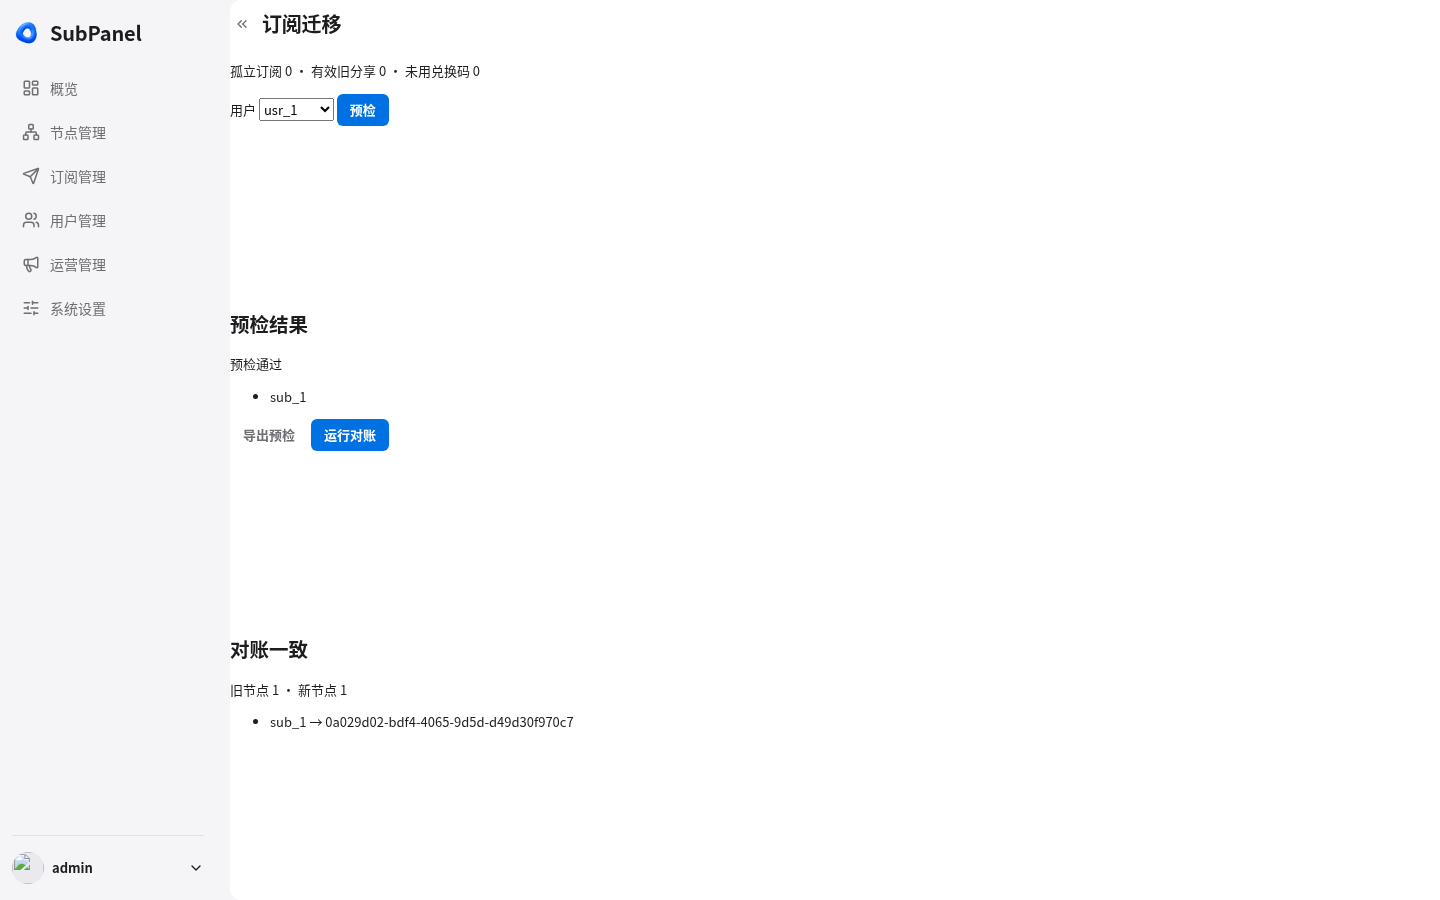 SubPanel
概览
节点管理
订阅管理
用户管理
运营管理
系统设置
admin
订阅迁移
孤立订阅 0 · 有效旧分享 0 · 未用兑换码 0
用户 usr_1 预检
预检结果
预检通过
sub_1
导出预检 运行对账
对账一致
旧节点 1 · 新节点 1
sub_1 → 0a029d02-bdf4-4065-9d5d-d49d30f970c7